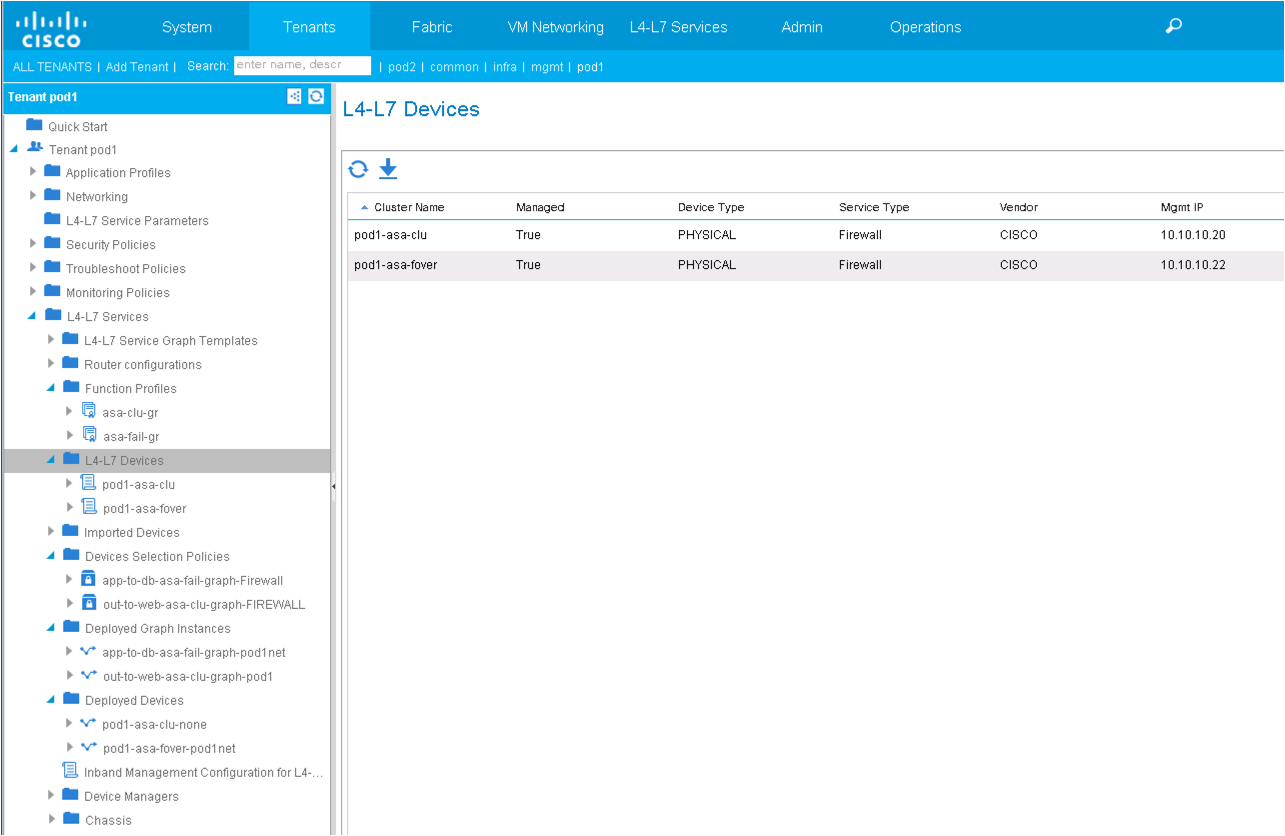 CISCO
System Tenants Fabric VM Networking L4-L7 Services Admin Operations
ALL TENANTS | Add Tenant | Search: enter name, descr | pod2 | common | infra | mgmt | pod1
Tenant pod1
Quick Start
Tenant pod1
Application Profiles
Networking
L4-L7 Service Parameters
Security Policies
Troubleshoot Policies
Monitoring Policies
L4-L7 Services
L4-L7 Service Graph Templates
Router configurations
Function Profiles
asa-clu-gr
asa-fail-gr
L4-L7 Devices
pod1-asa-clu
pod1-asa-fover
Imported Devices
Devices Selection Policies
app-to-db-asa-fail-graph-Firewall
out-to-web-asa-clu-graph-FIREWALL
Deployed Graph Instances
app-to-db-asa-fail-graph-pod1net
out-to-web-asa-clu-graph-pod1
Deployed Devices
pod1-asa-clu-none
pod1-asa-fover-pod1net
Inband Management Configuration for L4-...
Device Managers
Chassis
L4-L7 Devices
Cluster Name Managed Device Type Service Type Vendor Mgmt IP
pod1-asa-clu True PHYSICAL Firewall CISCO 10.10.10.20
pod1-asa-fover True PHYSICAL Firewall CISCO 10.10.10.22